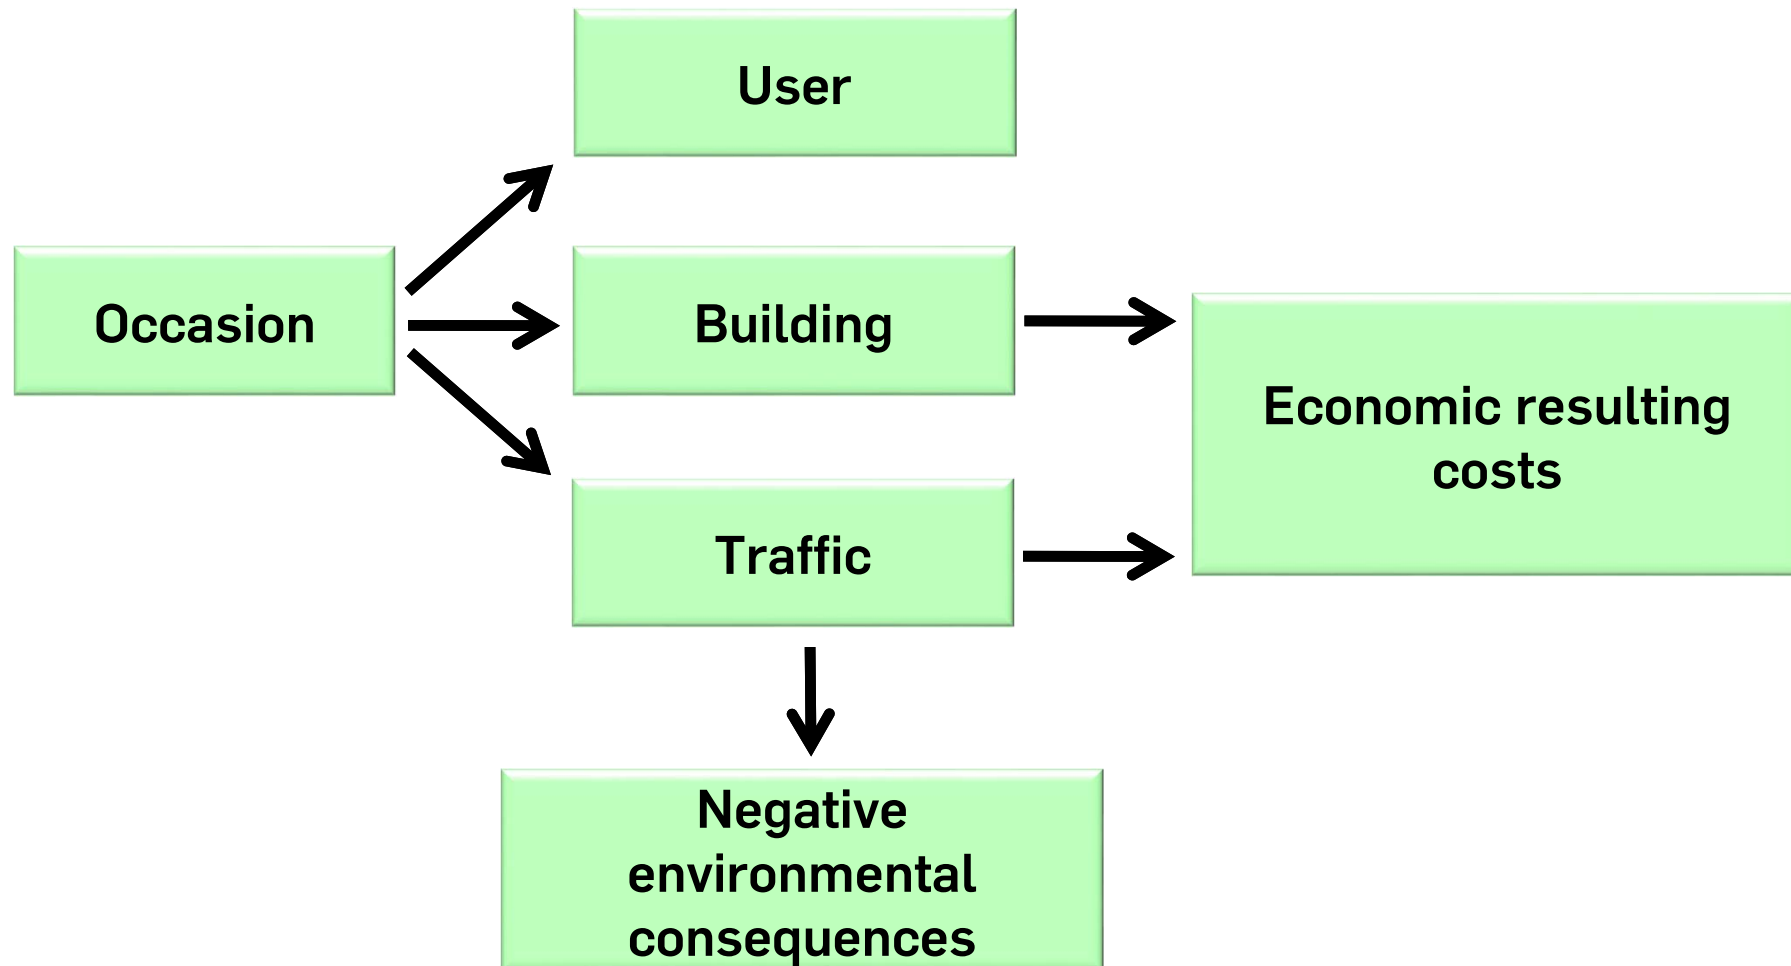 User
Occasion
Building
Economic resulting
costs
Traffic
Negative
environmental
consequences